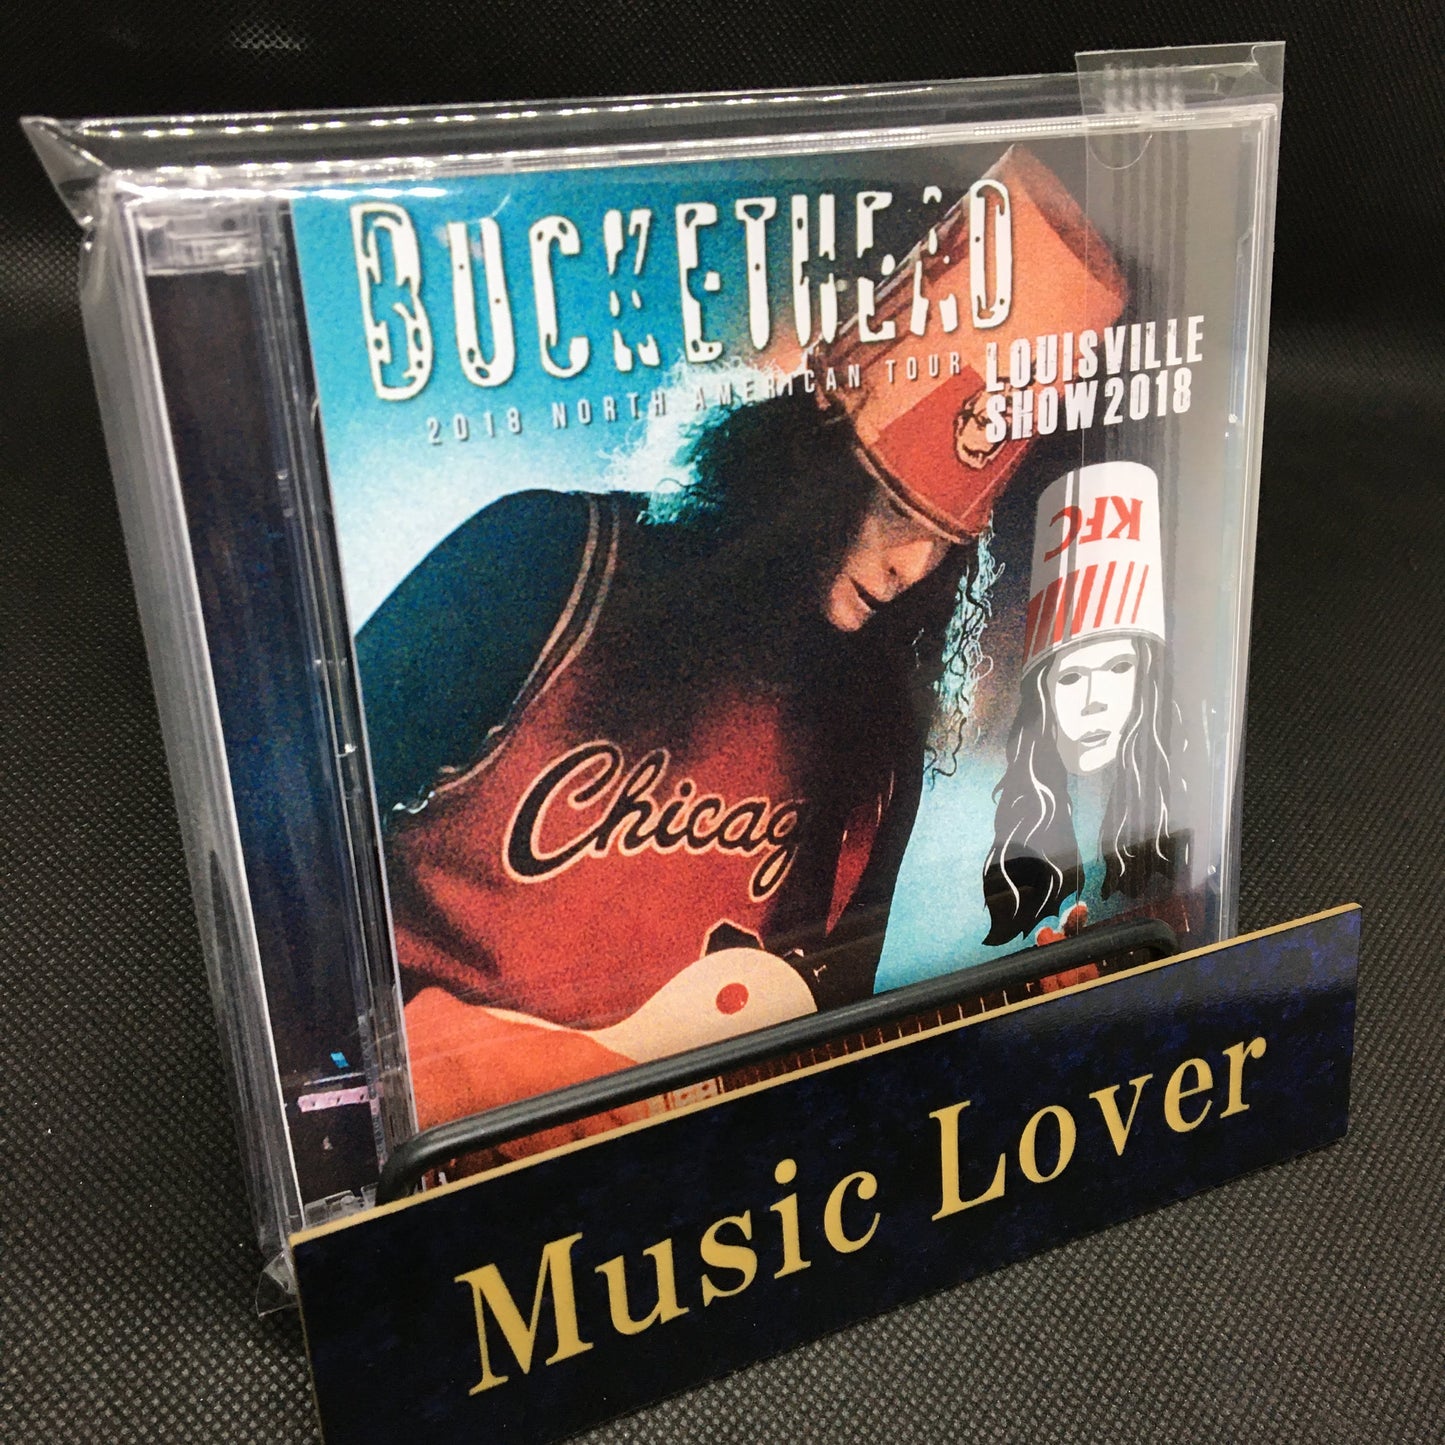 BUCKETHEAD
2018 NORTH AMERICAN TOUR
LOUISVILLE
SHOW 2018
KFC
Chicag
Music Lover